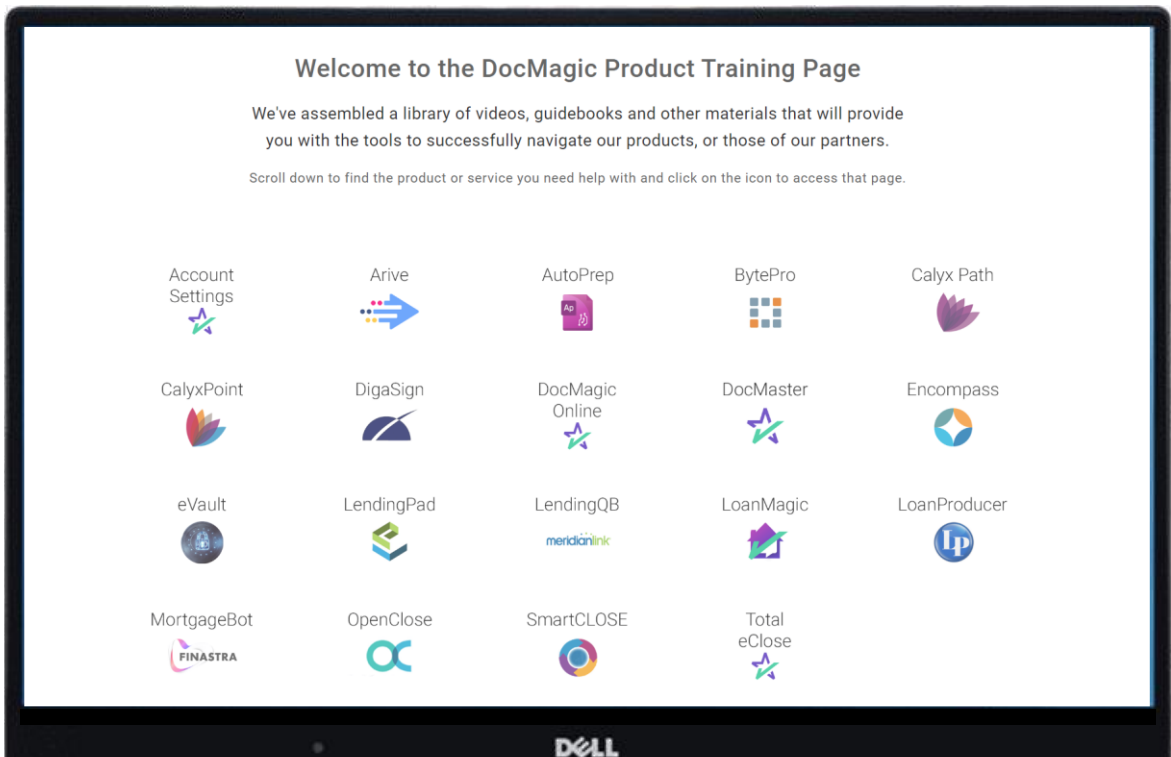 Welcome to the DocMagic Product Training Page
We've assembled a library of videos, guidebooks and other materials that will provide
you with the tools to successfully navigate our products, or those of our partners.
Scroll down to find the product or service you need help with and click on the icon to access that page.
Account
Settings
Arive
AutoPrep
Ap
BytePro
Calyx Path
CalyxPoint
DigaSign
DocMagic
Online
DocMaster
Encompass
eVault
LendingPad
LendingQB
meridianlink
LoanMagic
LoanProducer
LP
MortgageBot
FINASTRA
OpenClose
OC
SmartCLOSE
Total
eClose
DELL